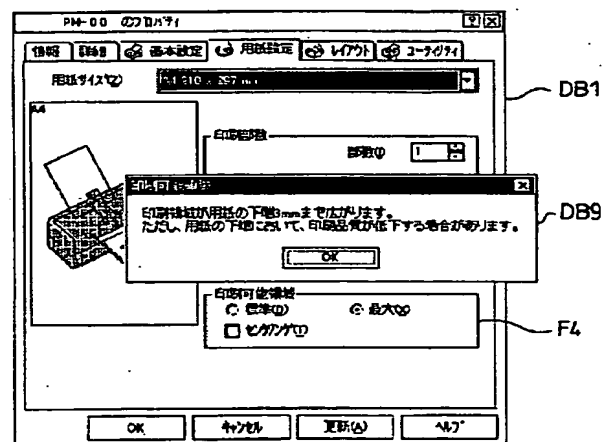 PM-00 のプロパティ
情報 詳細 基本設定 用紙設定 レイアウト ユーティリティ
用紙サイズ(Z)
A4 210 × 297 mm
DB1
A4
印刷部数
部数(I) 1
印刷領域が用紙の下端3mmまで広がります。
DB9
ただし、用紙の下端において、印刷品質が低下する場合があります。
OK
印刷可能領域
標準(D) 最大(X)
センタリング(T)
F4
OK キャンセル 更新(A) ヘルプ